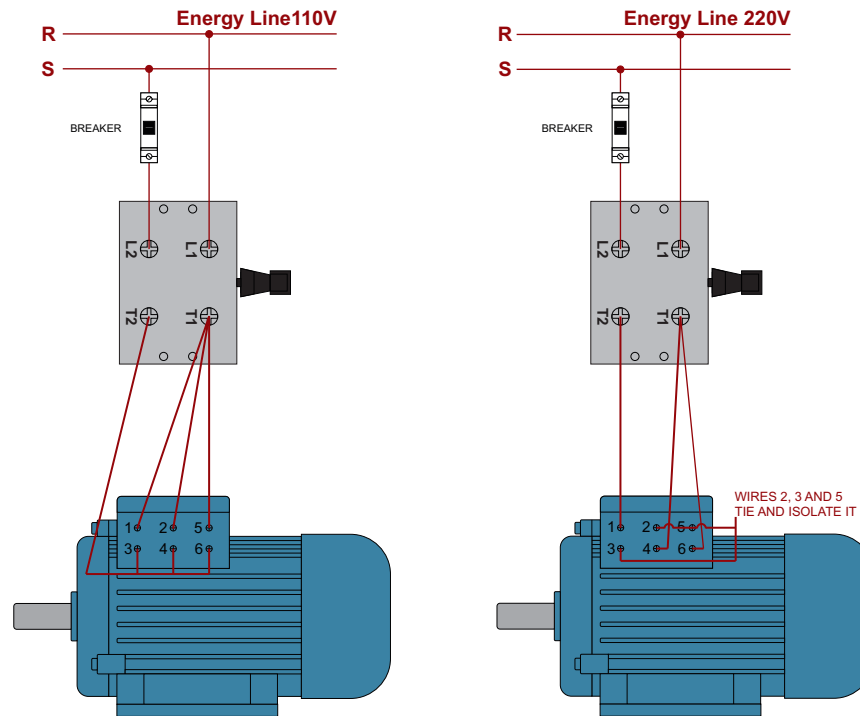 Energy Line110V
R
S
BREAKER
L2 L1
T2 T1
1 2 5
3 4 6
Energy Line 220V
R
S
BREAKER
L2 L1
T2 T1
WIRES 2, 3 AND 5
TIE AND ISOLATE IT
1 2 5
3 4 6